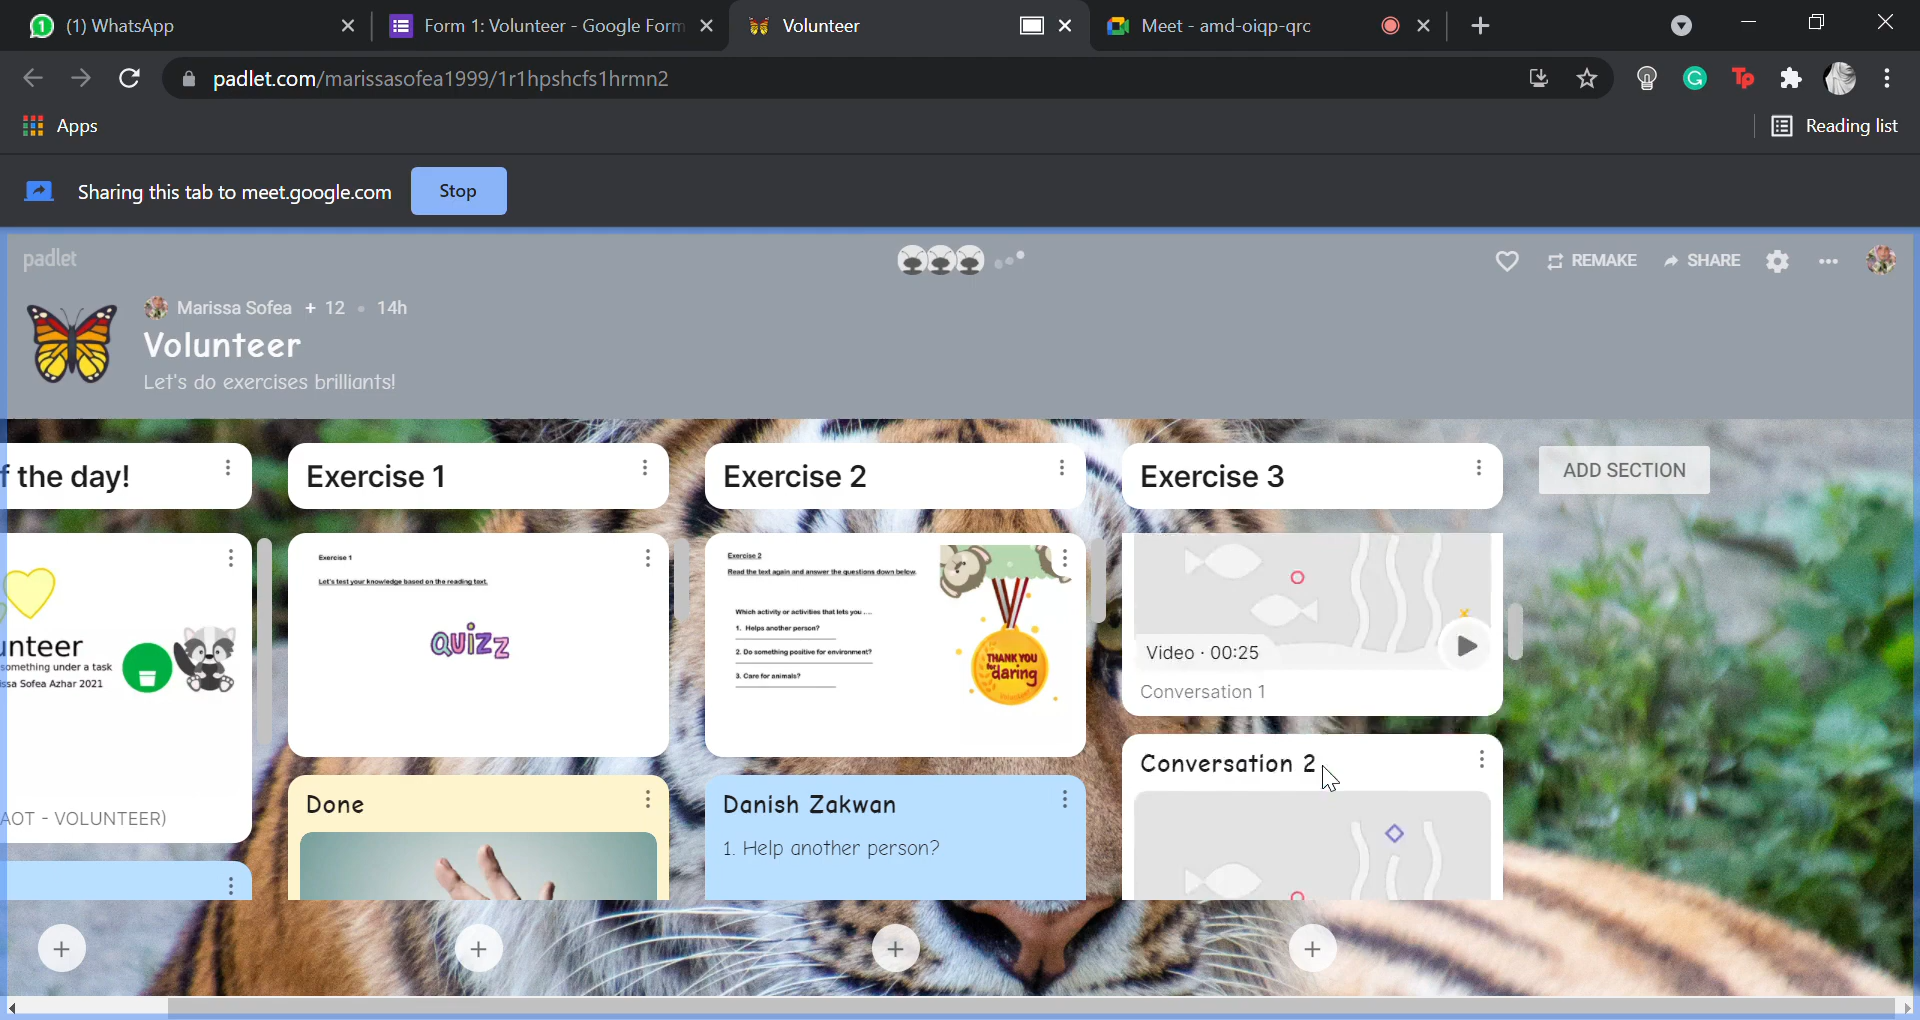 (1) WhatsApp
Form 1: Volunteer - Google Form
Volunteer
Meet - amd-oiqp-qrc
padlet.com/marissasofea1999/1r1hpshcfs1hrmn2
Apps
Reading list
Sharing this tab to meet.google.com
Stop
padlet
REMAKE
SHARE
Marissa Sofea + 12 • 14h
Volunteer
Let's do exercises brilliants!
f the day!
Exercise 1
Exercise 2
Exercise 3
ADD SECTION
unteer
something under a task
ssa Sofea Azhar 2021
AOT - VOLUNTEER)
Exercise 1
Let's test your knowledge based on the reading text.
QUIZZ
Done
Exercise 2
Read the text again and answer the questions down below.
Which activity or activities that lets you ....
1. Helps another person?
2. Do something positive for environment?
3. Care for animals?
THANK YOU
for daring
Danish Zakwan
1. Help another person?
Video · 00:25
Conversation 1
Conversation 2